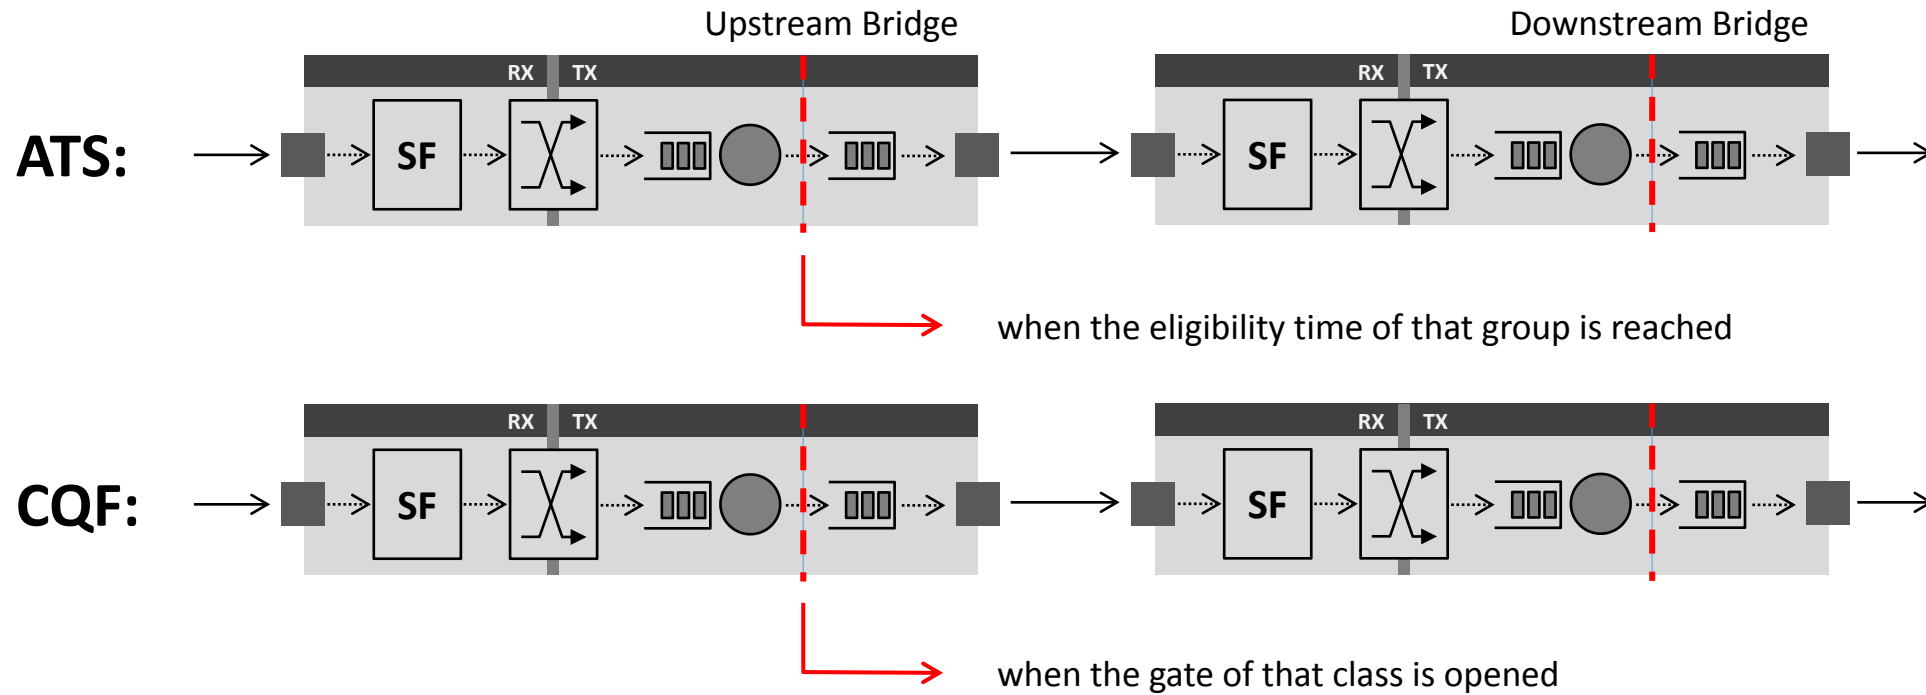 Upstream Bridge
Downstream Bridge
RX TX
RX TX
ATS:
SF
SF
when the eligibility time of that group is reached
RX TX
RX TX
CQF:
SF
SF
when the gate of that class is opened